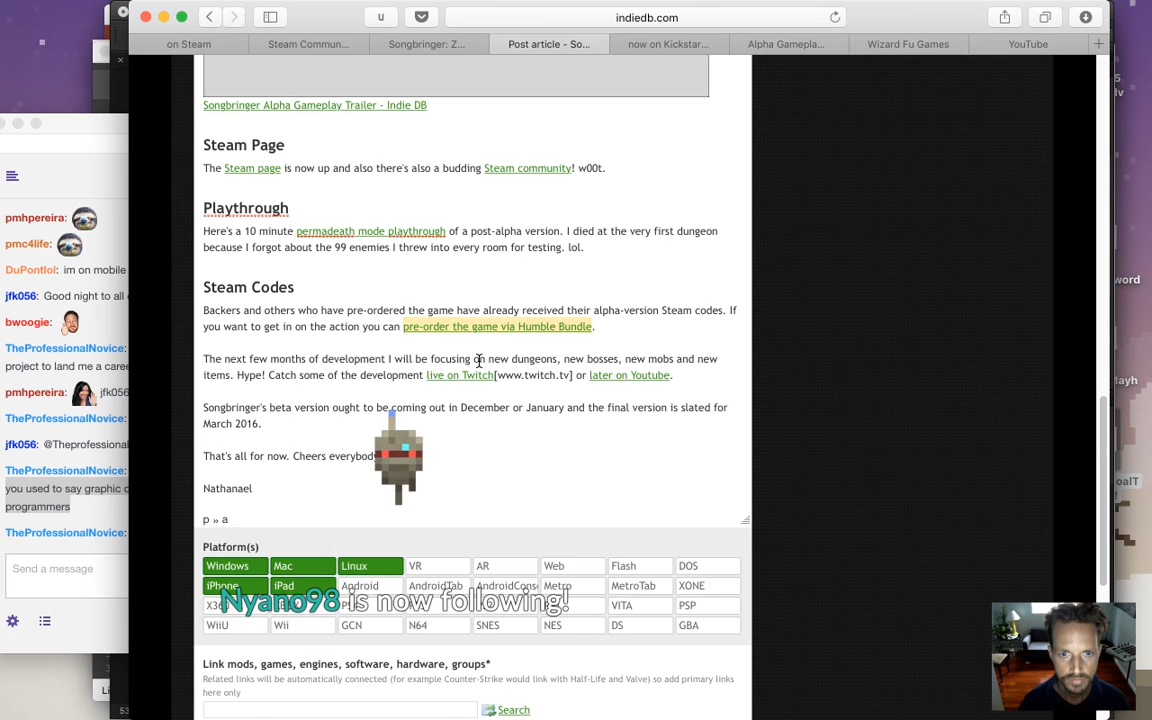 indiedb.com
on Steam
Steam Commun...
Songbringer: Z...
Post article - So...
now on Kickstar...
Alpha Gamepla...
Wizard Fu Games
YouTube
Songbringer Alpha Gameplay Trailer - Indie DB
Steam Page
The Steam page is now up and also there's also a budding Steam community! w00t.
Playthrough
Here's a 10 minute permadeath mode playthrough of a post-alpha version. I died at the very first dungeon
because I forgot about the 99 enemies I threw into every room for testing. lol.
Steam Codes
Backers and others who have pre-ordered the game have already received their alpha-version Steam codes. If
you want to get in on the action you can pre-order the game via Humble Bundle.
The next few months of development I will be focusing on new dungeons, new bosses, new mobs and new
items. Hype! Catch some of the development live on Twitch[www.twitch.tv] or later on Youtube.
Songbringer's beta version ought to be coming out in December or January and the final version is slated for
March 2016.
That's all for now. Cheers everybod
Nathanael
p » a
Platform(s)
Windows Mac Linux VR AR Web Flash DOS
iPhone iPad Android AndroidTab AndroidCons Metro MetroTab XONE
VITA PSP
WiiU Wii GCN N64 SNES NES DS GBA
Nyano98 is now following!
Link mods, games, engines, software, hardware, groups*
Related links will be automatically connected (for example Counter-Strike would link with Half-Life and Valve) so add primary links
here only
Search
pmhpereira:
pmc4life:
DuPontlol: im on mobile
jfk056: Good night to all
bwoogie:
TheProfessionalNovice:
project to land me a caree
pmhpereira: jfk056
TheProfessionalNovice:
jfk056: @Theprofessional
TheProfessionalNovice:
you used to say graphic
programmers
TheProfessionalNovice:
Send a message